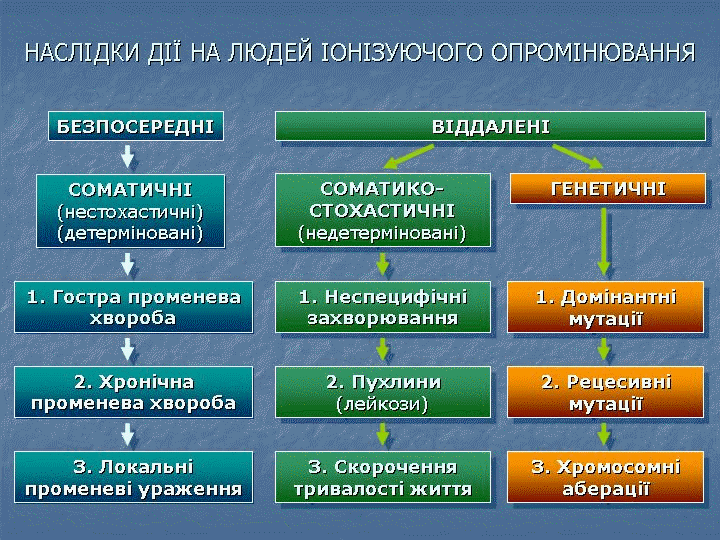 НАСЛІДКИ ДІЇ НА ЛЮДЕЙ ІОНІЗУЮЧОГО ОПРОМІНЮВАННЯ
БЕЗПОСЕРЕДНІ
ВІДДАЛЕНІ
СОМАТИЧНІ
(нестохастичні)
(детерміновані)
СОМАТИКО-
СТОХАСТИЧНІ
(недетерміновані)
ГЕНЕТИЧНІ
1. Гостра променева
хвороба
1. Неспецифічні
захворювання
1. Домінантні
мутації
2. Хронічна
променева хвороба
2. Пухлини
(лейкози)
2. Рецесивні
мутації
3. Локальні
променеві ураження
3. Скорочення
тривалості життя
3. Хромосомні
аберації